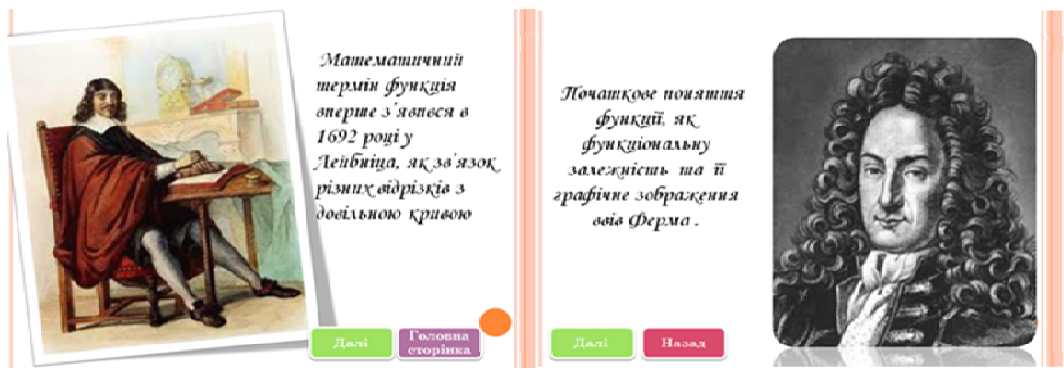 Математичний
термін функція
вперше з'явився в
1692 році у
Лейбніца, як зв'язок
різних відрізків з
довільною кривою
Далі
Головна
сторінка
Початкове поняття
функції, як
функціональну
залежність та її
графічне зображення
ввів Ферма .
Далі
Назад